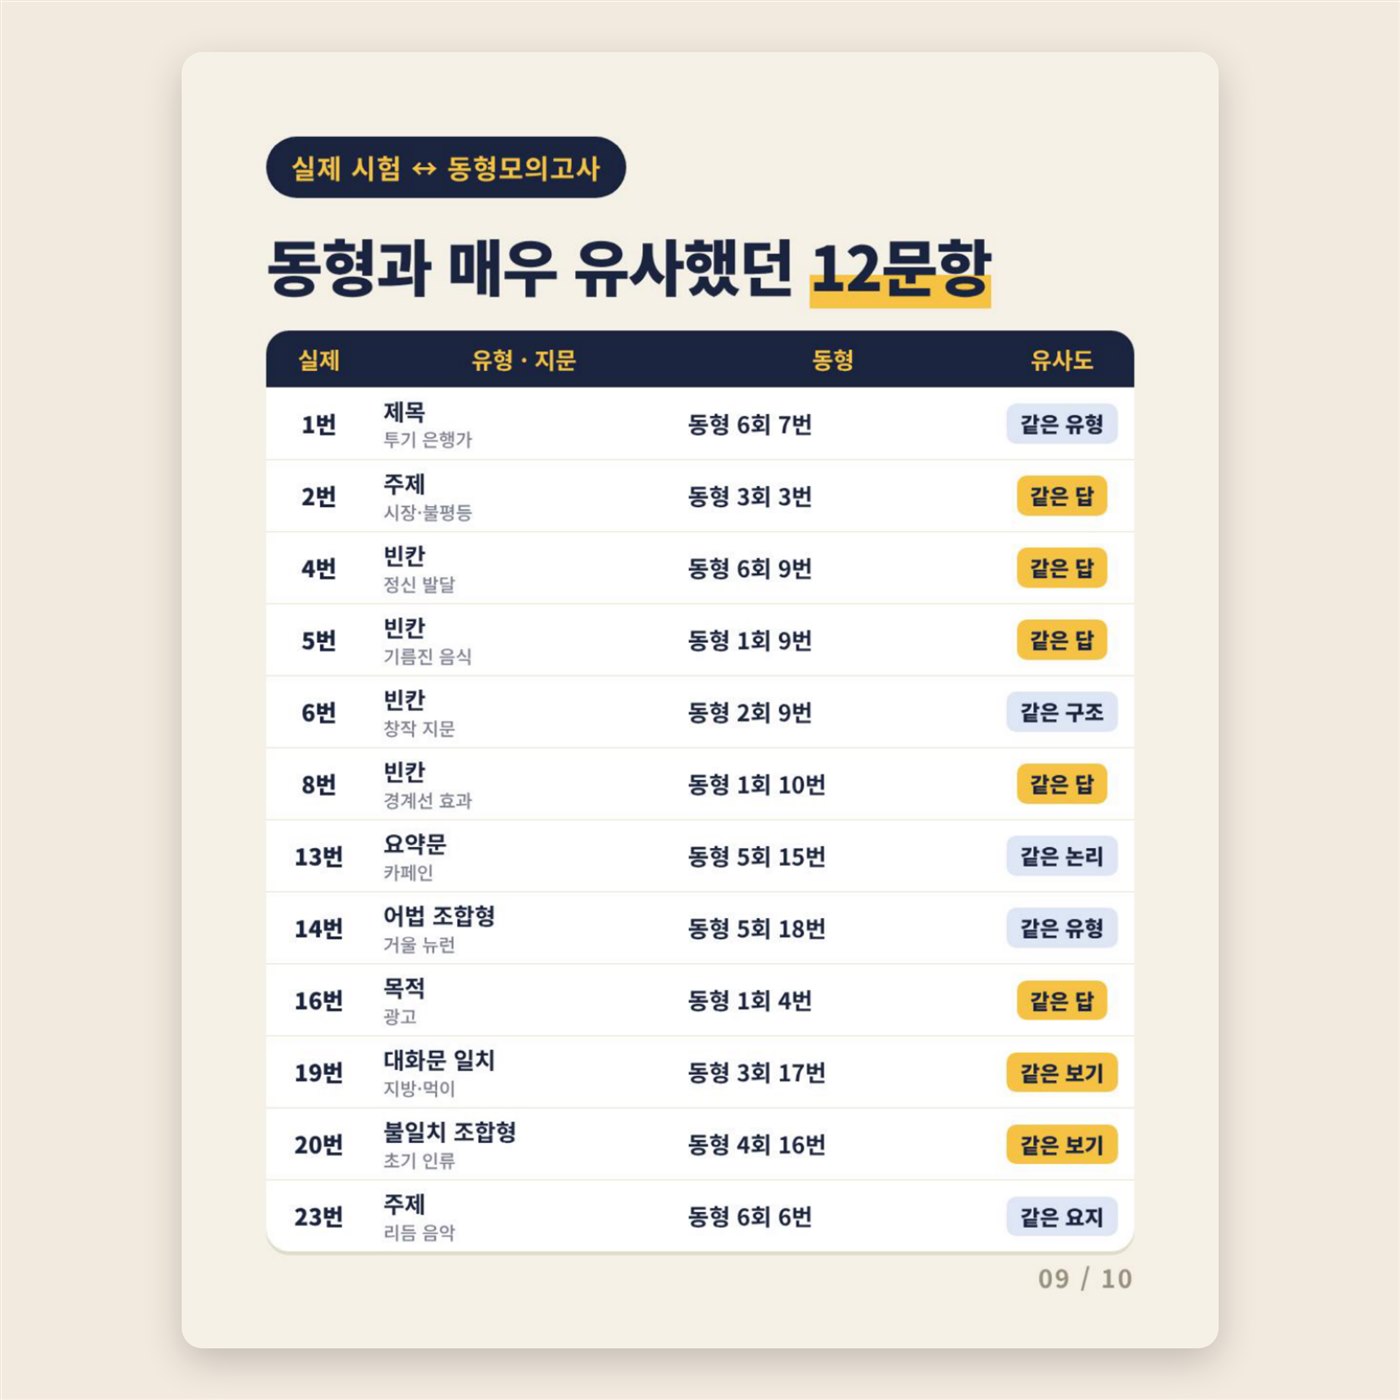 실제 시험 ↔ 동형모의고사
동형과 매우 유사했던 12문항
실제 유형 · 지문 동형 유사도
1번 제목 동형 6회 7번 같은 유형
투기 은행가
2번 주제 동형 3회 3번 같은 답
시장·불평등
4번 빈칸 동형 6회 9번 같은 답
정신 발달
5번 빈칸 동형 1회 9번 같은 답
기름진 음식
6번 빈칸 동형 2회 9번 같은 구조
창작 지문
8번 빈칸 동형 1회 10번 같은 답
경계선 효과
13번 요약문 동형 5회 15번 같은 논리
카페인
14번 어법 조합형 동형 5회 18번 같은 유형
거울 뉴런
16번 목적 동형 1회 4번 같은 답
광고
19번 대화문 일치 동형 3회 17번 같은 보기
지방·먹이
20번 불일치 조합형 동형 4회 16번 같은 보기
초기 인류
23번 주제 동형 6회 6번 같은 요지
리듬 음악
09 / 10